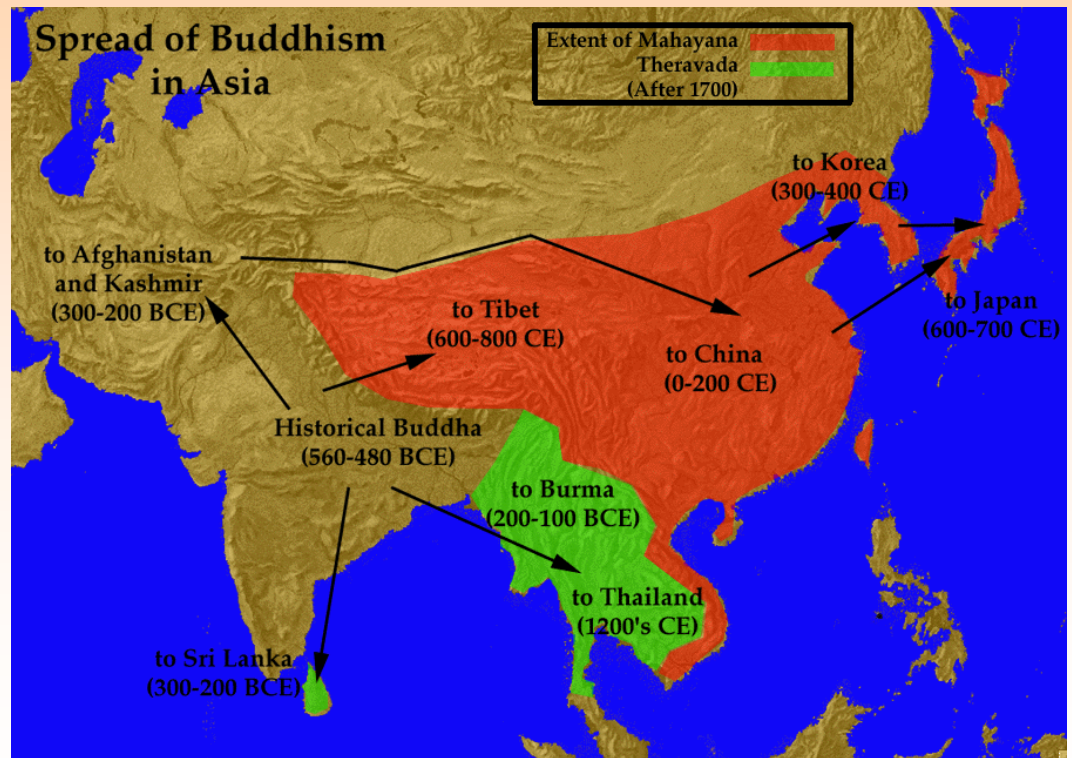 Spread of Buddhism
in Asia
Extent of Mahayana
Theravada
(After 1700)
to Korea
(300-400 CE)
to Afghanistan
and Kashmir
(300-200 BCE)
to Tibet
(600-800 CE)
to Japan
(600-700 CE)
to China
(0-200 CE)
Historical Buddha
(560-480 BCE)
to Burma
(200-100 BCE)
to Thailand
(1200's CE)
to Sri Lanka
(300-200 BCE)